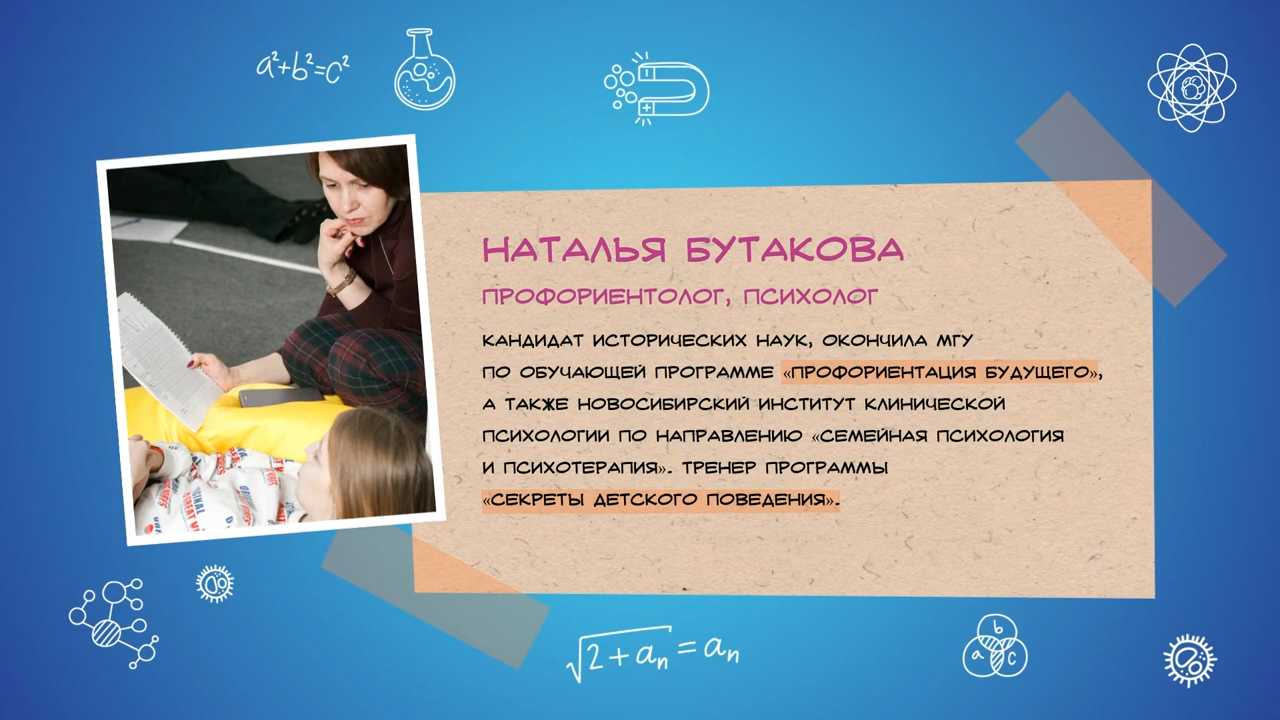 a²+b²=c²
НАТАЛЬЯ БУТАКОВА
ПРОФОРИЕНТОЛОГ, ПСИХОЛОГ
КАНДИДАТ ИСТОРИЧЕСКИХ НАУК, ОКОНЧИЛА МГУ
ПО ОБУЧАЮЩЕЙ ПРОГРАММЕ «ПРОФОРИЕНТАЦИЯ БУДУЩЕГО»,
А ТАКЖЕ НОВОСИБИРСКИЙ ИНСТИТУТ КЛИНИЧЕСКОЙ
ПСИХОЛОГИИ ПО НАПРАВЛЕНИЮ «СЕМЕЙНАЯ ПСИХОЛОГИЯ
И ПСИХОТЕРАПИЯ». ТРЕНЕР ПРОГРАММЫ
«СЕКРЕТЫ ДЕТСКОГО ПОВЕДЕНИЯ».
√2+aₙ=aₙ
b
a c